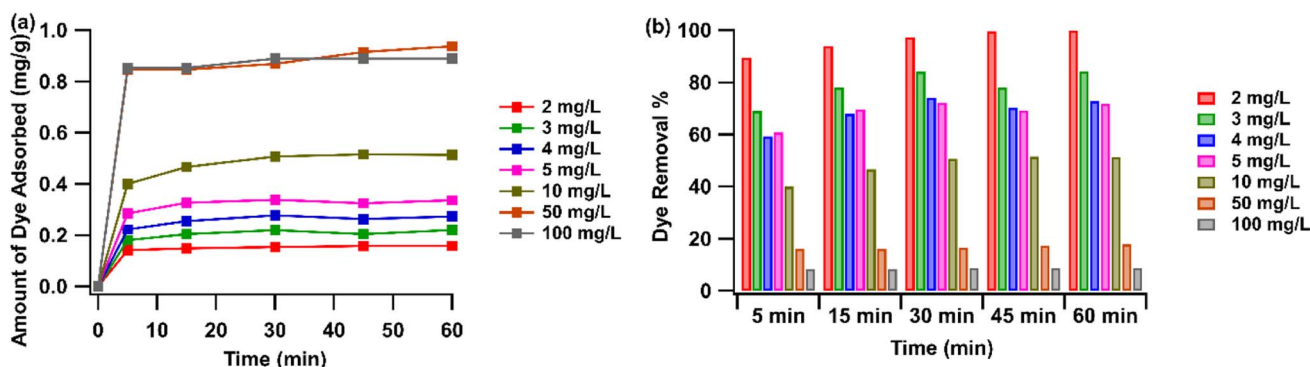 (a)
Amount of Dye Adsorbed (mg/g)
1.0
0.8
0.6
0.4
0.2
0.0
0 10 20 30 40 50 60
Time (min)
2 mg/L
3 mg/L
4 mg/L
5 mg/L
10 mg/L
50 mg/L
100 mg/L
(b)
Dye Removal %
100
80
60
40
20
0
5 min 15 min 30 min 45 min 60 min
Time (min)
2 mg/L
3 mg/L
4 mg/L
5 mg/L
10 mg/L
50 mg/L
100 mg/L